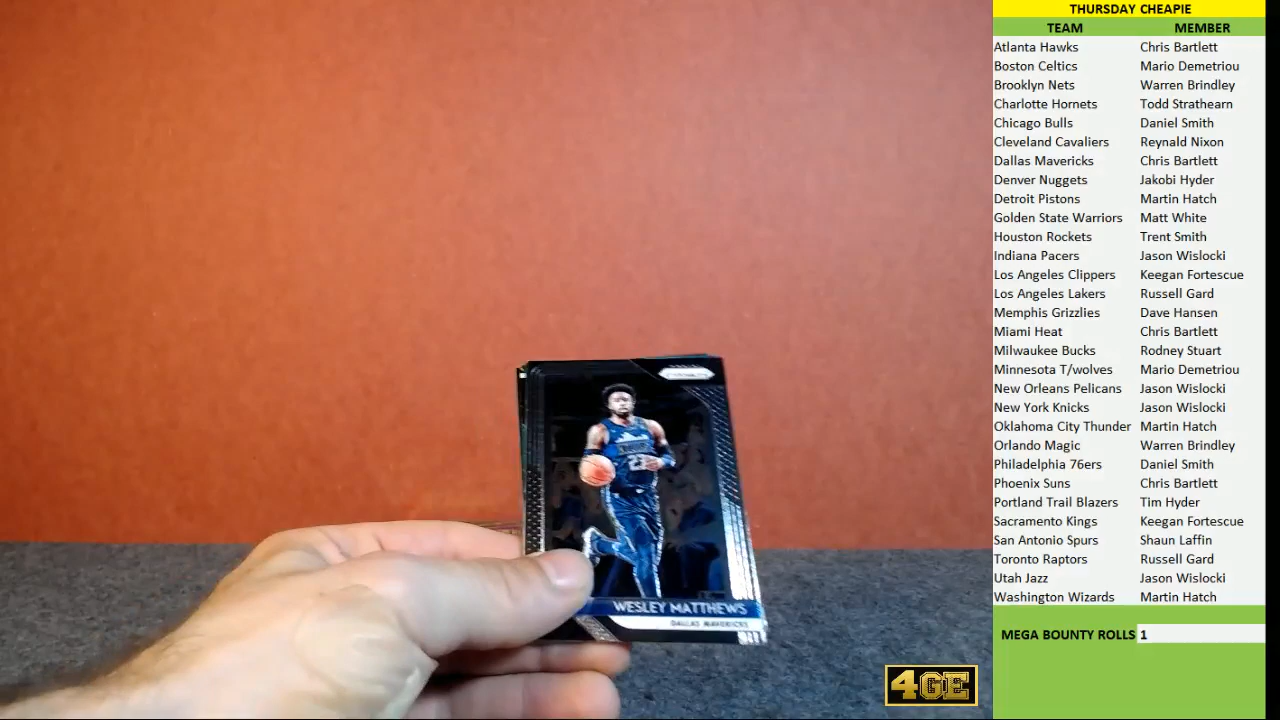 THURSDAY CHEAPIE
TEAM MEMBER
Atlanta Hawks Chris Bartlett
Boston Celtics Mario Demetriou
Brooklyn Nets Warren Brindley
Charlotte Hornets Todd Strathearn
Chicago Bulls Daniel Smith
Cleveland Cavaliers Reynald Nixon
Dallas Mavericks Chris Bartlett
Denver Nuggets Jakobi Hyder
Detroit Pistons Martin Hatch
Golden State Warriors Matt White
Houston Rockets Trent Smith
Indiana Pacers Jason Wislocki
Los Angeles Clippers Keegan Fortescue
Los Angeles Lakers Russell Gard
Memphis Grizzlies Dave Hansen
Miami Heat Chris Bartlett
Milwaukee Bucks Rodney Stuart
Minnesota T/wolves Mario Demetriou
New Orleans Pelicans Jason Wislocki
New York Knicks Jason Wislocki
Oklahoma City Thunder Martin Hatch
Orlando Magic Warren Brindley
Philadelphia 76ers Daniel Smith
Phoenix Suns Chris Bartlett
Portland Trail Blazers Tim Hyder
Sacramento Kings Keegan Fortescue
San Antonio Spurs Shaun Laffin
Toronto Raptors Russell Gard
Utah Jazz Jason Wislocki
Washington Wizards Martin Hatch
MEGA BOUNTY ROLLS 1
WESLEY MATTHEWS
DALLAS MAVERICKS
4GE